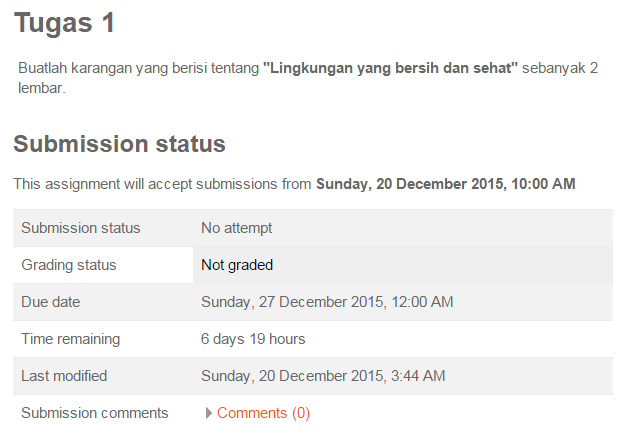 Tugas 1
Buatlah karangan yang berisi tentang "Lingkungan yang bersih dan sehat" sebanyak 2
lembar.
Submission status
This assignment will accept submissions from Sunday, 20 December 2015, 10:00 AM
Submission status No attempt
Grading status Not graded
Due date Sunday, 27 December 2015, 12:00 AM
Time remaining 6 days 19 hours
Last modified Sunday, 20 December 2015, 3:44 AM
Submission comments Comments (0)